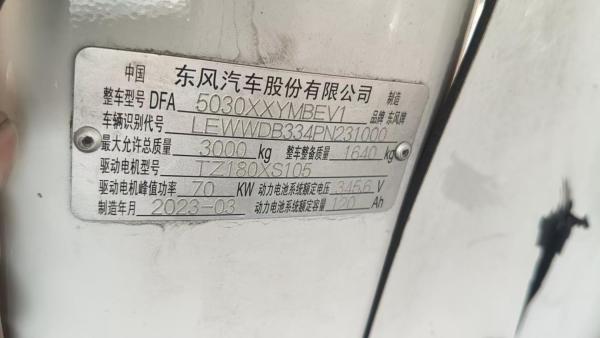 中国 东风汽车股份有限公司 制造
整车型号 DFA 5030XXYMBEV1 品牌 东风牌
车辆识别代号 LEWWDB334PN231000
最大允许总质量 3000 kg 整车整备质量 1640 kg
驱动电机型号 TZ180XS105
驱动电机峰值功率 70 KW 动力电池系统额定电压 345.6 V
制造年月 2023-03 动力电池系统额定容量 120 Ah